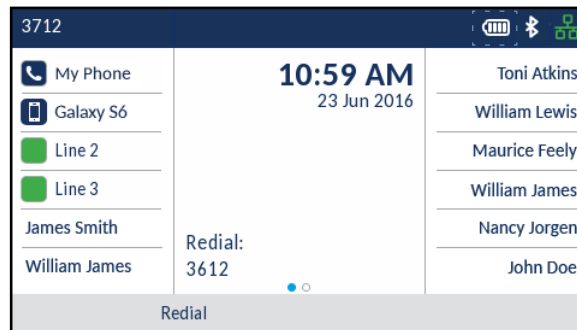 3712
My Phone
Galaxy S6
Line 2
Line 3
James Smith
William James
10:59 AM
23 Jun 2016
Redial:
3612
Toni Atkins
William Lewis
Maurice Feely
William James
Nancy Jorgen
John Doe
Redial